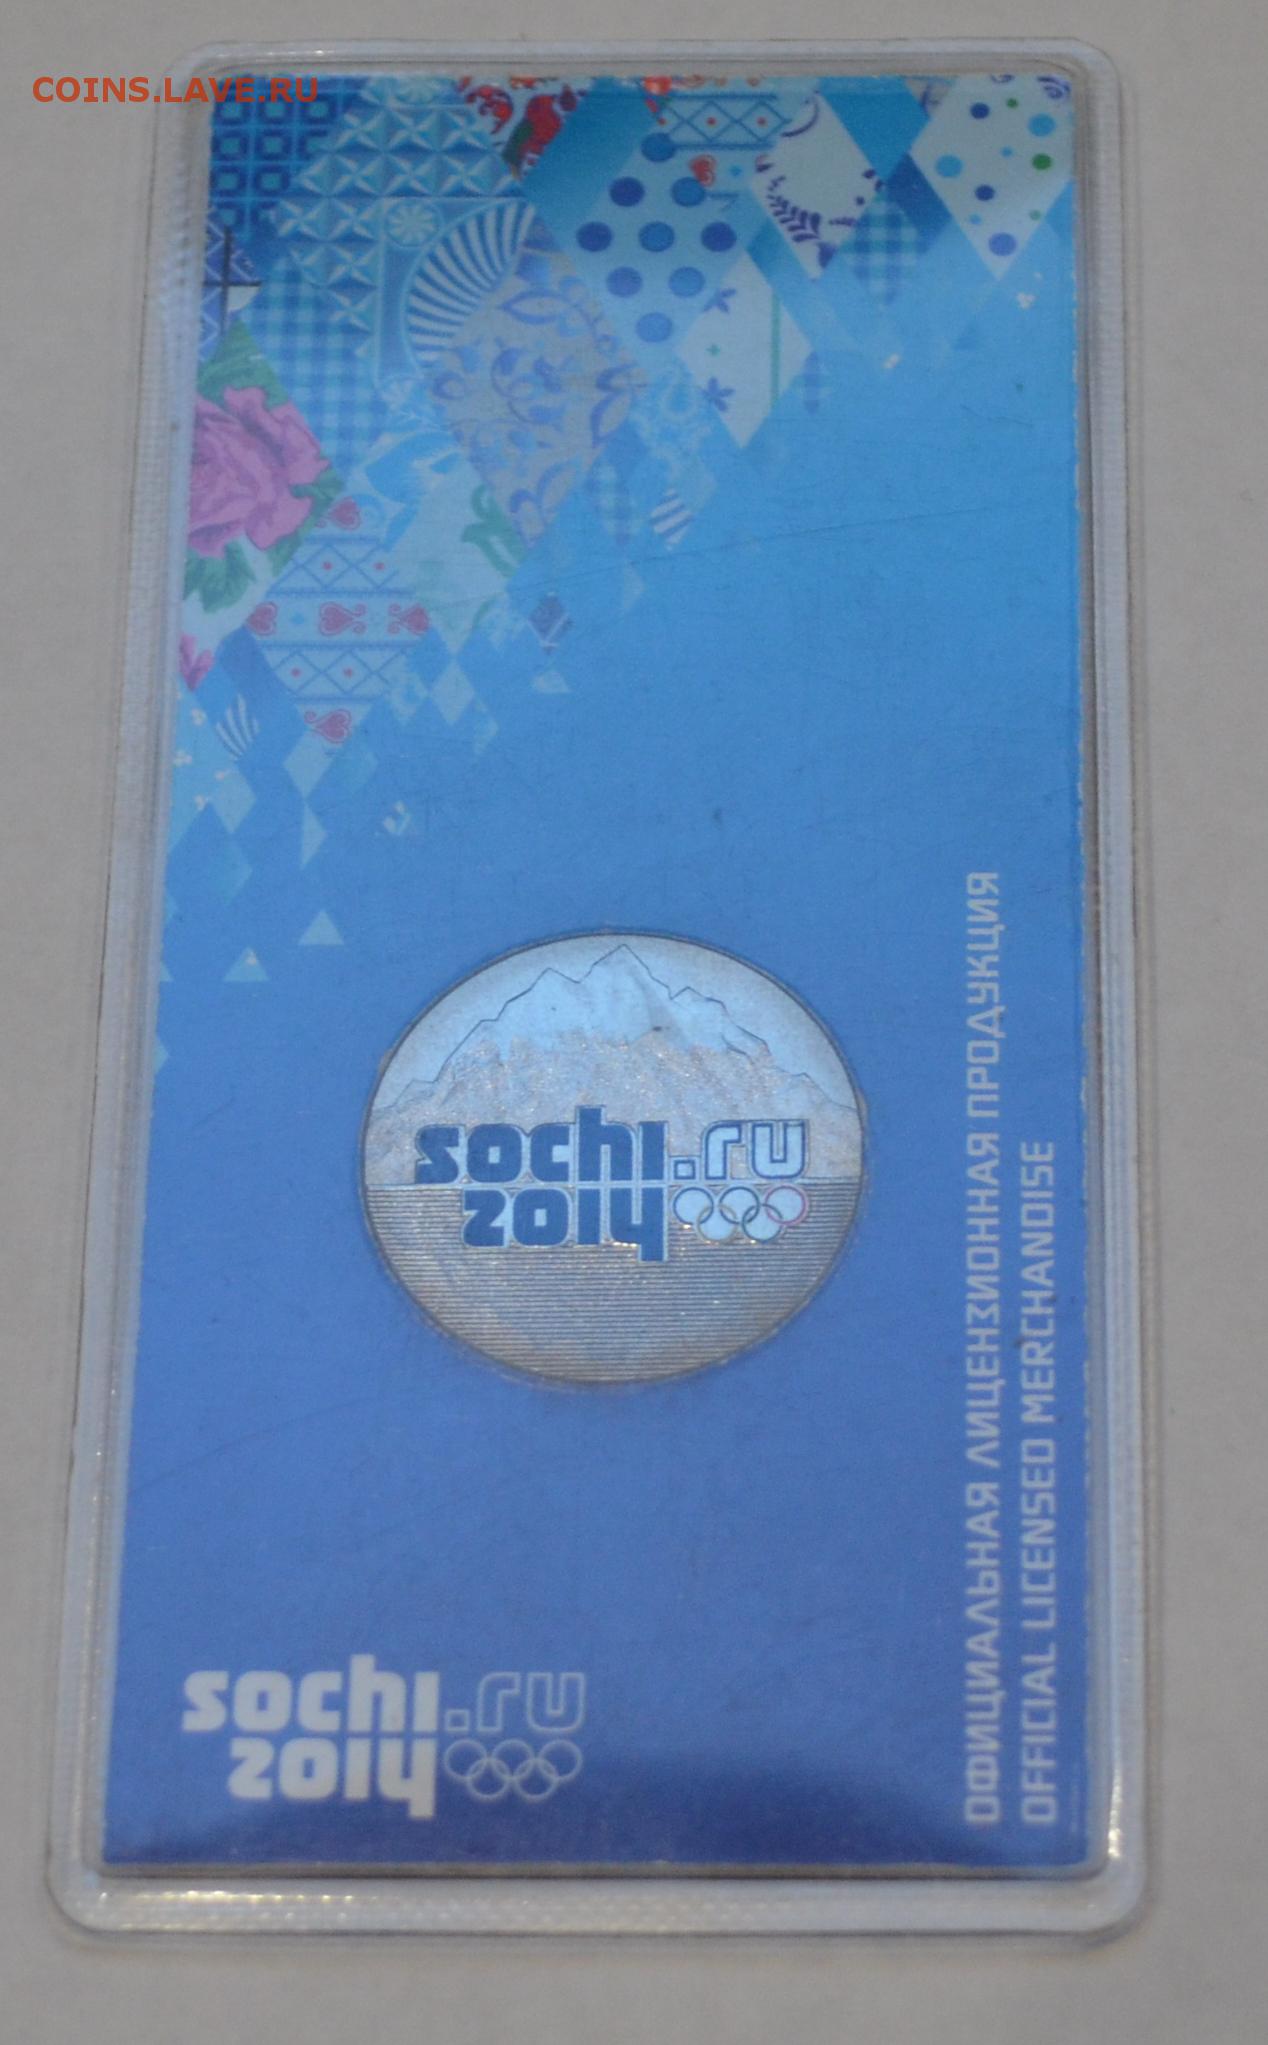 COINS.LAVE.RU
sochi.ru
2014
sochi.ru
2014
ОФИЦИАЛЬНАЯ ЛИЦЕНЗИОННАЯ ПРОДУКЦИЯ
OFFICIAL LICENSED MERCHANDISE